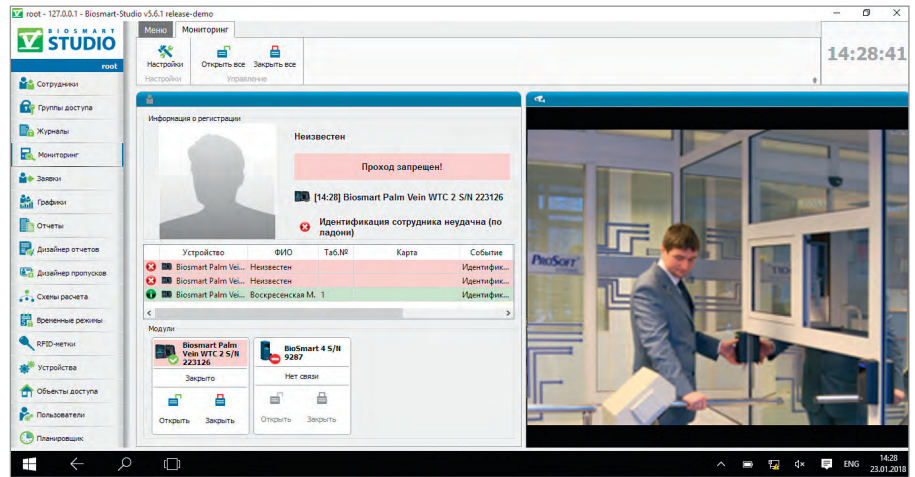 root - 127.0.0.1 - Biosmart-Studio v5.6.1 release-demo
BIOSMART
STUDIO
root
Сотрудники
Группы доступа
Журналы
Мониторинг
Заявки
Графики
Отчеты
Дизайнер отчетов
Дизайнер пропусков
Схемы расчета
Временные режимы
RFID-метки
Устройства
Объекты доступа
Пользователи
Планировщик
Меню Мониторинг
Настройки Открыть все Закрыть все
Настройки Управление
14:28:41
Информация о регистрации
Неизвестен
Проход запрещен!
[14:28] Biosmart Palm Vein WTC 2 S/N 223126
Идентификация сотрудника неудачна (по
ладони)
Устройство ФИО Таб.№ Карта Событие
Biosmart Palm Vei... Неизвестен Идентифик...
Biosmart Palm Vei... Неизвестен Идентифик...
Biosmart Palm Vei... Воскресенская М. 1 Идентифик...
Модули
Biosmart Palm
Vein WTC 2 S/N
223126
Закрыто
Открыть Закрыть
BioSmart 4 S/N
9287
Нет связи
Открыть Закрыть
PROSOFT
ENG
14:28
23.01.2018